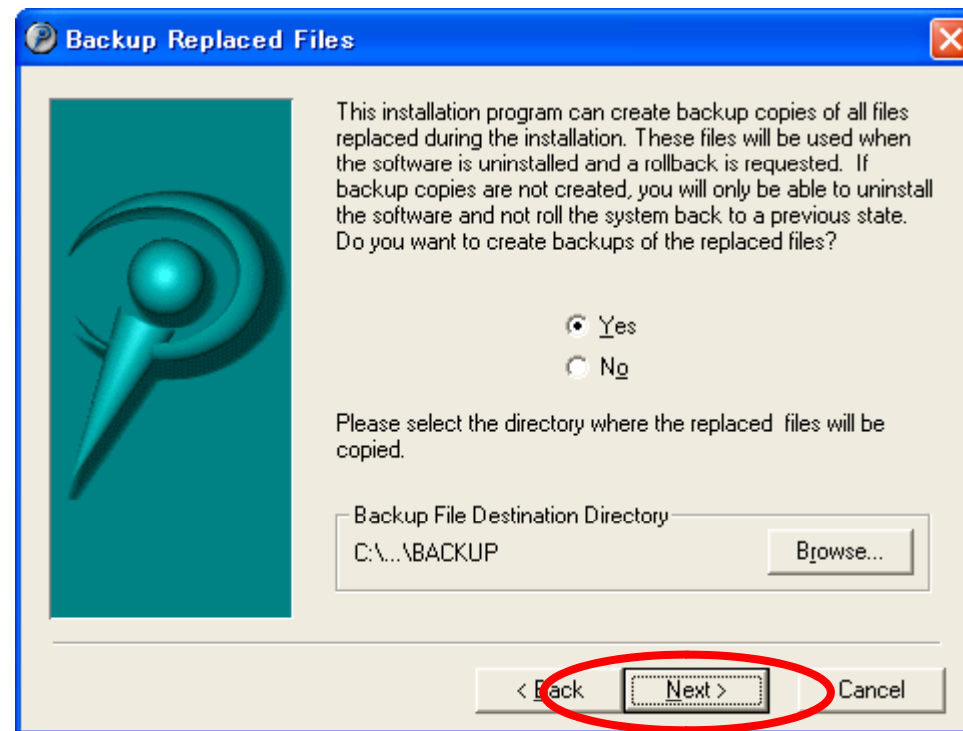 Backup Replaced Files
This installation program can create backup copies of all files
replaced during the installation. These files will be used when
the software is uninstalled and a rollback is requested.  If
backup copies are not created, you will only be able to uninstall
the software and not roll the system back to a previous state.
Do you want to create backups of the replaced files?
Yes
No
Please select the directory where the replaced  files will be
copied.
Backup File Destination Directory
C:\...\BACKUP
Browse...
< Back
Next >
Cancel